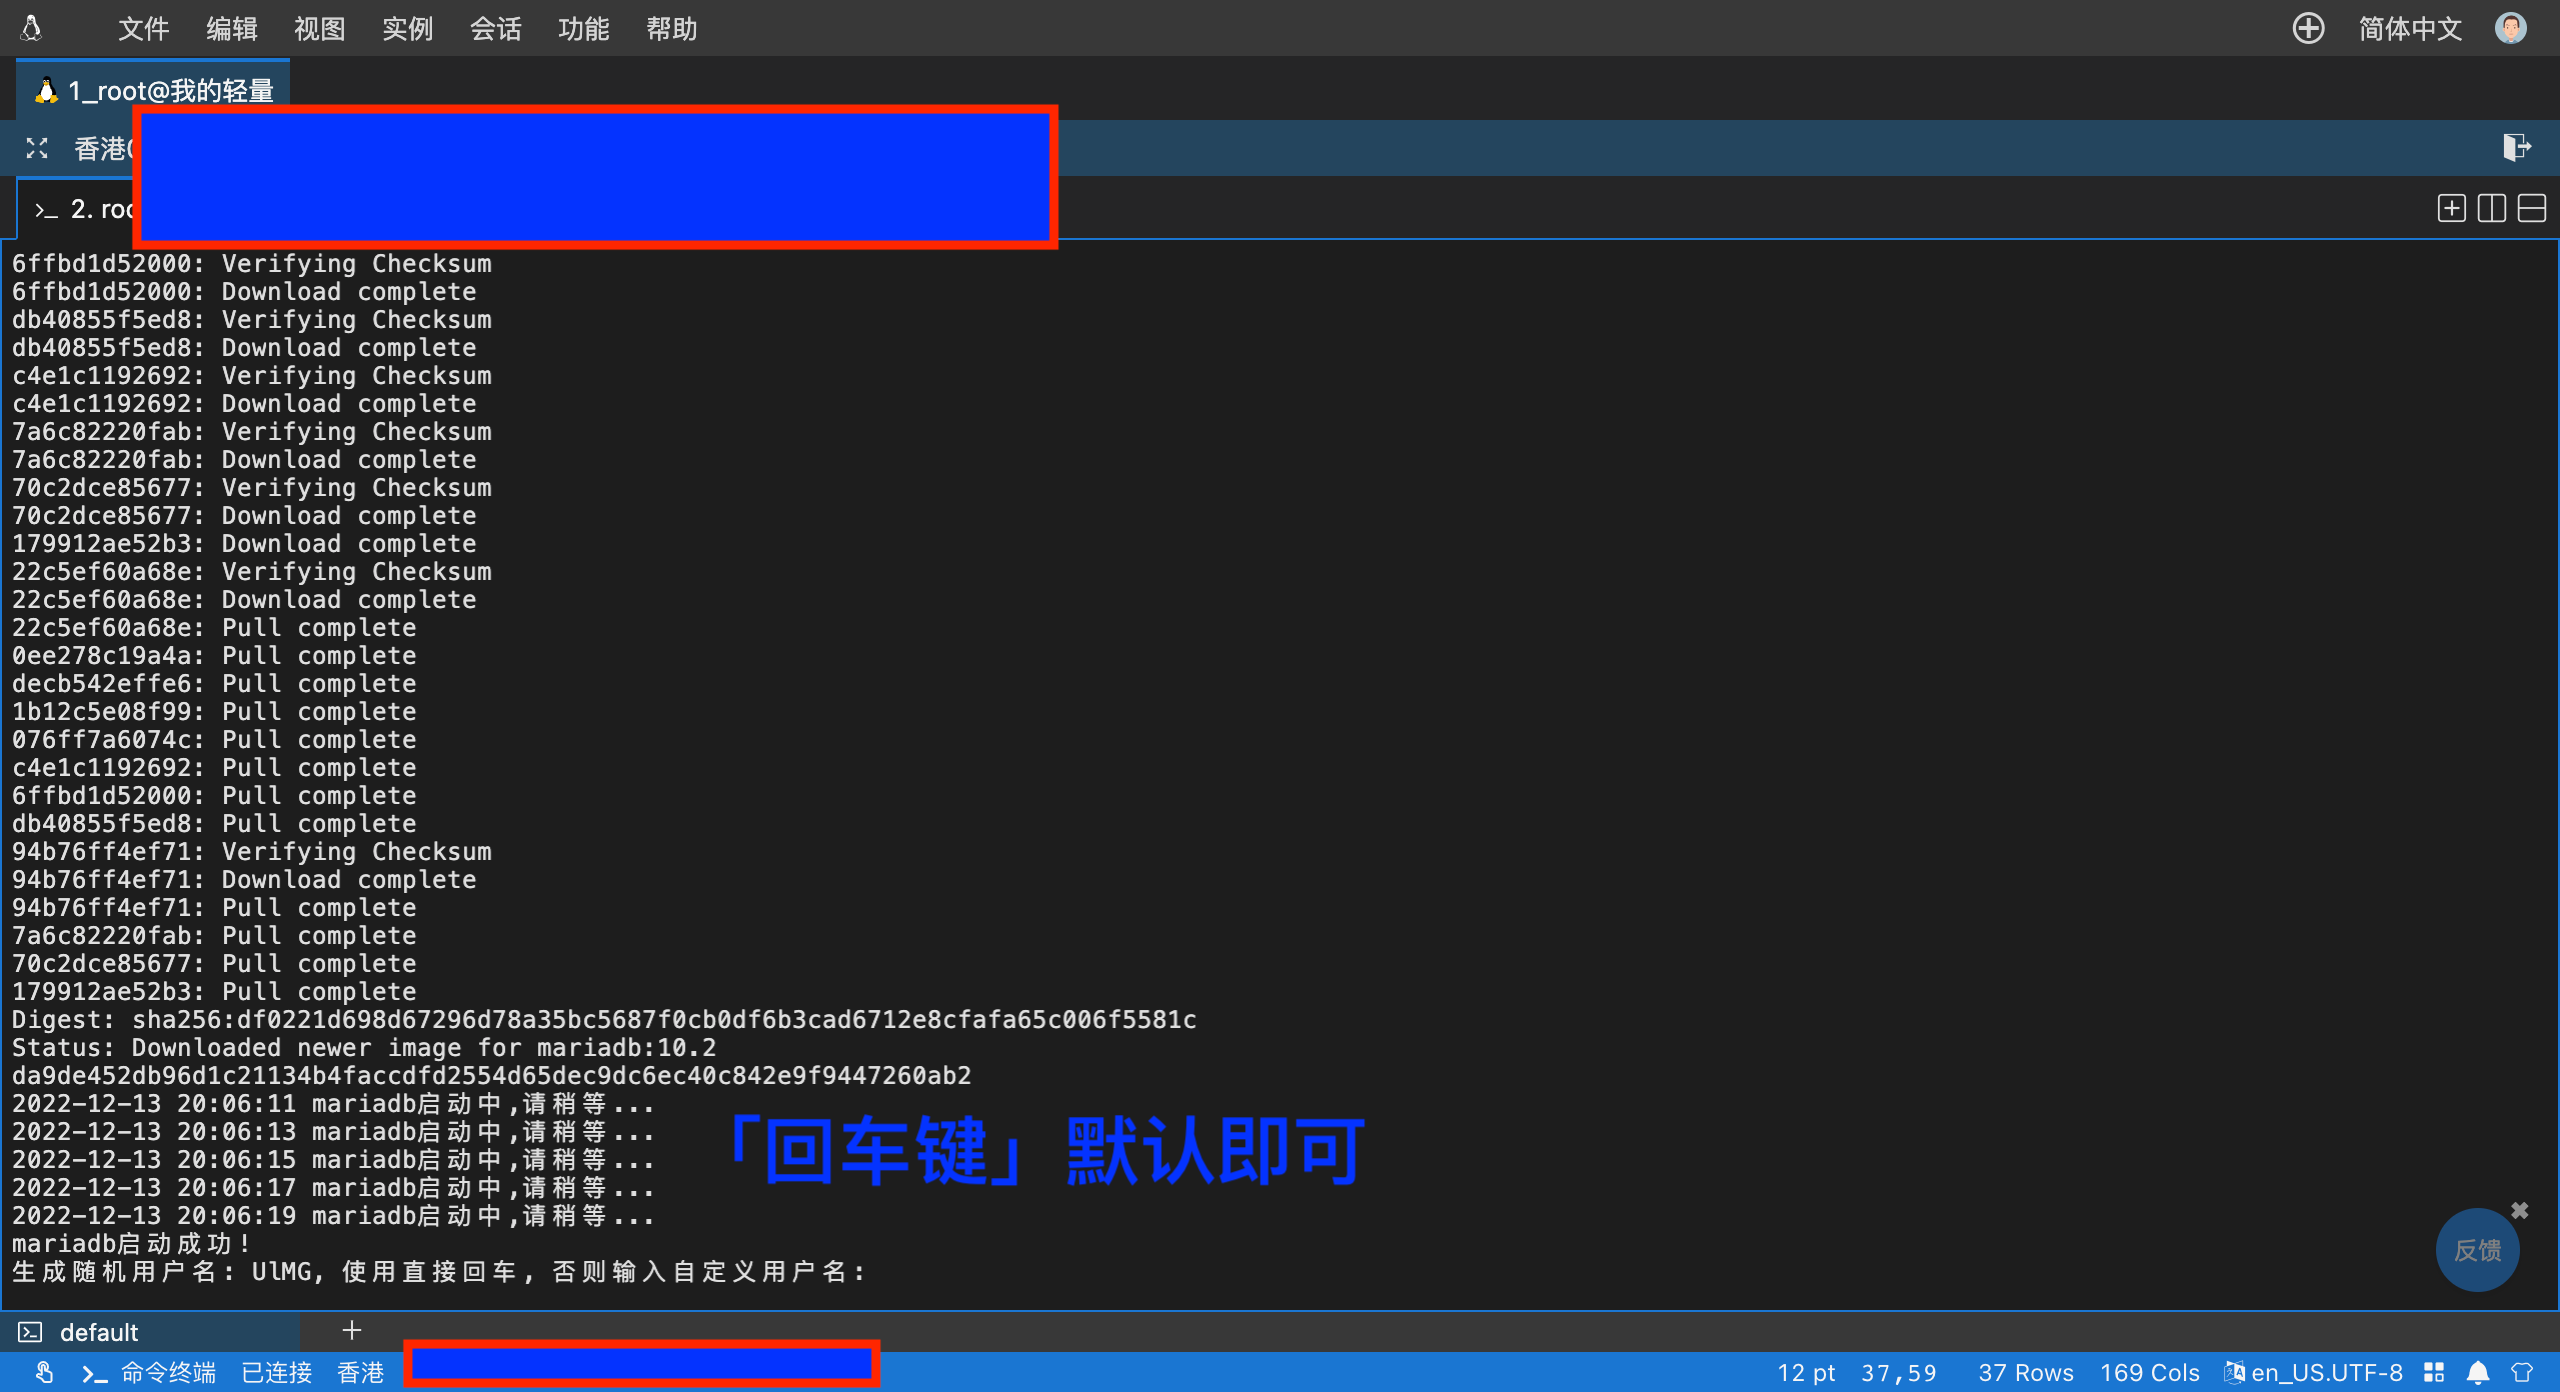 文件 编辑 视图 实例 会话 功能 帮助 简体中文
1_root@我的轻量
香港
>_ 2. roo
6ffbd1d52000: Verifying Checksum
6ffbd1d52000: Download complete
db40855f5ed8: Verifying Checksum
db40855f5ed8: Download complete
c4e1c1192692: Verifying Checksum
c4e1c1192692: Download complete
7a6c82220fab: Verifying Checksum
7a6c82220fab: Download complete
70c2dce85677: Verifying Checksum
70c2dce85677: Download complete
179912ae52b3: Download complete
22c5ef60a68e: Verifying Checksum
22c5ef60a68e: Download complete
22c5ef60a68e: Pull complete
0ee278c19a4a: Pull complete
decb542effe6: Pull complete
1b12c5e08f99: Pull complete
076ff7a6074c: Pull complete
c4e1c1192692: Pull complete
6ffbd1d52000: Pull complete
db40855f5ed8: Pull complete
94b76ff4ef71: Verifying Checksum
94b76ff4ef71: Download complete
94b76ff4ef71: Pull complete
7a6c82220fab: Pull complete
70c2dce85677: Pull complete
179912ae52b3: Pull complete
Digest: sha256:df0221d698d67296d78a35bc5687f0cb0df6b3cad6712e8cfafa65c006f5581c
Status: Downloaded newer image for mariadb:10.2
da9de452db96d1c21134b4faccdfd2554d65dec9dc6ec40c842e9f9447260ab2
2022-12-13 20:06:11 mariadb启动中,请稍等...
2022-12-13 20:06:13 mariadb启动中,请稍等...
2022-12-13 20:06:15 mariadb启动中,请稍等...
2022-12-13 20:06:17 mariadb启动中,请稍等...
2022-12-13 20:06:19 mariadb启动中,请稍等...
「回车键」默认即可
mariadb启动成功!
生成随机用户名: UlMG, 使用直接回车, 否则输入自定义用户名:
反馈
default
命令终端 已连接 香港 12 pt 37,59 37 Rows 169 Cols en_US.UTF-8